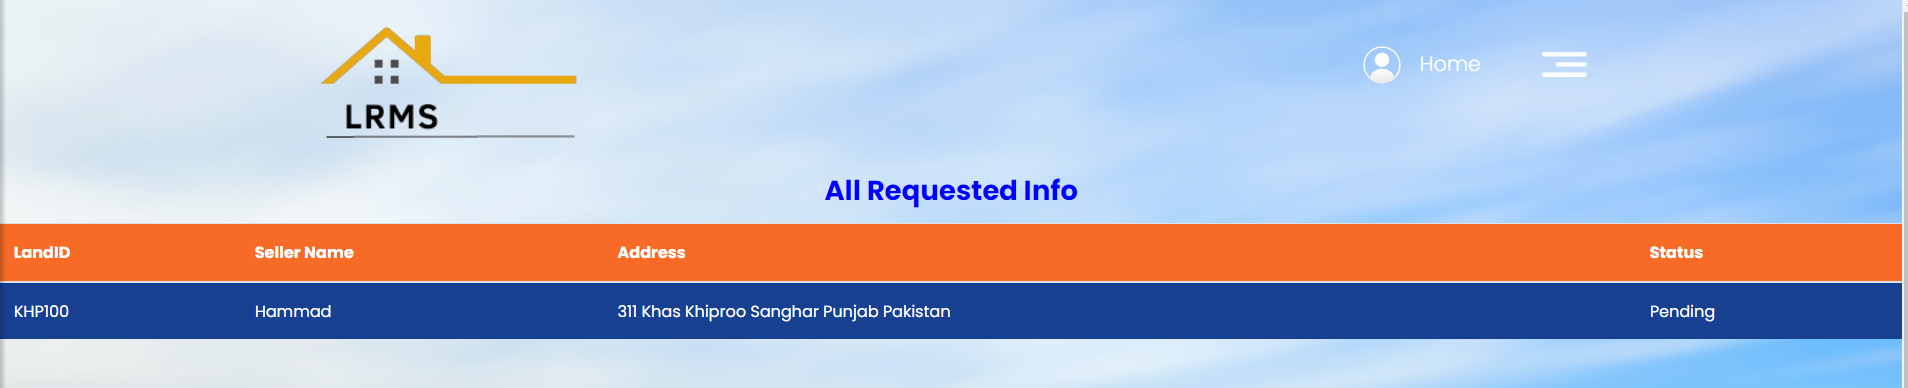 LRMS
Home
All Requested Info
LandID Seller Name Address Status
KHP100 Hammad 311 Khas Khiproo Sanghar Punjab Pakistan Pending